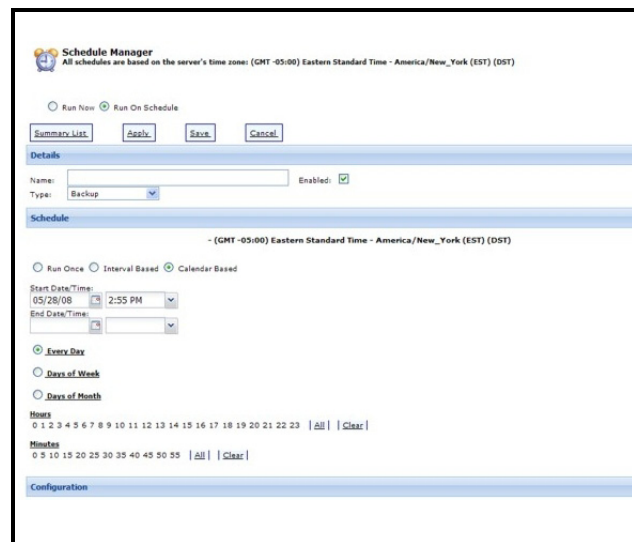 Schedule Manager
All schedules are based on the server's time zone: (GMT -05:00) Eastern Standard Time - America/New_York (EST) (DST)
Run Now Run On Schedule
Summary List Apply Save Cancel
Details
Name: Enabled:
Type: Backup
Schedule
- (GMT -05:00) Eastern Standard Time - America/New_York (EST) (DST)
Run Once Interval Based Calendar Based
Start Date/Time:
05/28/08 2:55 PM
End Date/Time:
Every Day
Days of Week
Days of Month
Hours
0 1 2 3 4 5 6 7 8 9 10 11 12 13 14 15 16 17 18 19 20 21 22 23 | All | | Clear |
Minutes
0 5 10 15 20 25 30 35 40 45 50 55 | All | | Clear |
Configuration